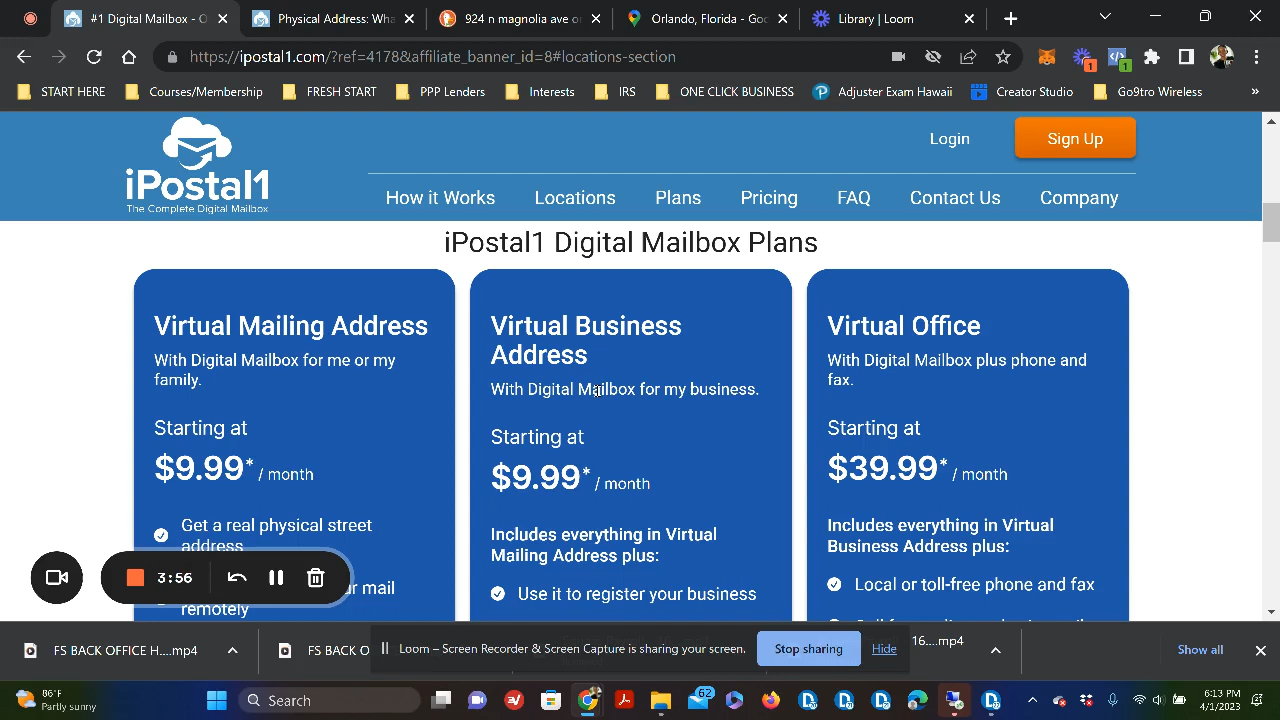 #1 Digital Mailbox - O
Physical Address: Wha
924 n magnolia ave or
Orlando, Florida - Goo
Library | Loom
https://ipostal1.com/?ref=4178&affiliate_banner_id=8#locations-section
1
1
START HERE
Courses/Membership
FRESH START
PPP Lenders
Interests
IRS
ONE CLICK BUSINESS
Adjuster Exam Hawaii
Creator Studio
Go9tro Wireless
»
iPostal1
The Complete Digital Mailbox
Login
Sign Up
How it Works
Locations
Plans
Pricing
FAQ
Contact Us
Company
iPostal1 Digital Mailbox Plans
Virtual Mailing Address
With Digital Mailbox for me or my
family.
Starting at
$9.99* / month
Get a real physical street
address
ur mail
remotely
Virtual Business
Address
With Digital Mailbox for my business.
Starting at
$9.99* / month
Includes everything in Virtual
Mailing Address plus:
Use it to register your business
Virtual Office
With Digital Mailbox plus phone and
fax.
Starting at
$39.99* / month
Includes everything in Virtual
Business Address plus:
Local or toll-free phone and fax
3:56
FS BACK OFFICE H....mp4
FS BACK O
Loom – Screen Recorder & Screen Capture is sharing your screen.
Stop sharing
Hide
16....mp4
Show all
86°F
Partly sunny
Search
62
6:13 PM
4/1/2023